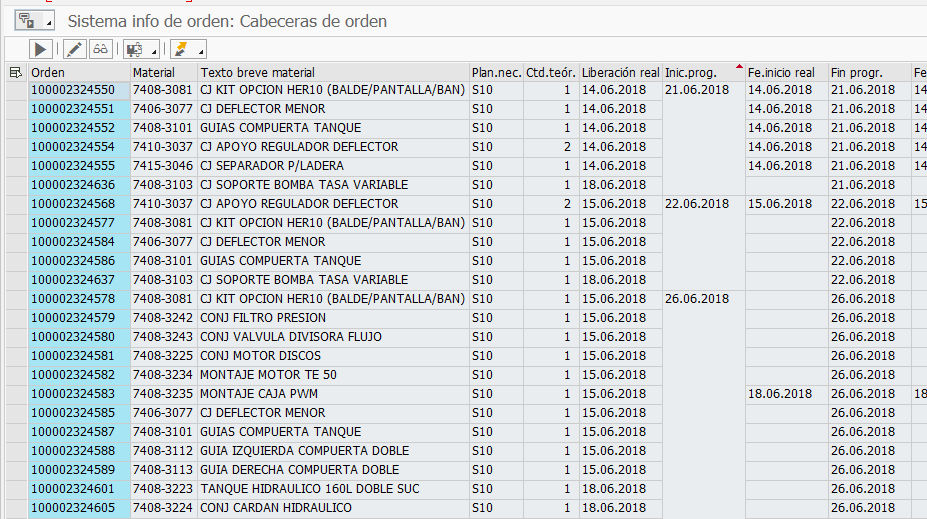 Sistema info de orden: Cabeceras de orden
Orden Material Texto breve material Plan.nec. Ctd.teór. Liberación real Inic.prog. Fe.inicio real Fin progr. Fe
100002324550 7408-3081 CJ KIT OPCION HER10 (BALDE/PANTALLA/BAN) S10 1 14.06.2018 21.06.2018 14.06.2018 21.06.2018 14
100002324551 7406-3077 CJ DEFLECTOR MENOR S10 1 14.06.2018 14.06.2018 21.06.2018 14
100002324552 7408-3101 GUIAS COMPUERTA TANQUE S10 1 14.06.2018 14.06.2018 21.06.2018 14
100002324554 7410-3037 CJ APOYO REGULADOR DEFLECTOR S10 2 14.06.2018 14.06.2018 21.06.2018 14
100002324555 7415-3046 CJ SEPARADOR P/LADERA S10 1 14.06.2018 14.06.2018 21.06.2018 14
100002324636 7408-3103 CJ SOPORTE BOMBA TASA VARIABLE S10 1 18.06.2018 21.06.2018
100002324568 7410-3037 CJ APOYO REGULADOR DEFLECTOR S10 2 15.06.2018 22.06.2018 15.06.2018 22.06.2018 15
100002324577 7408-3081 CJ KIT OPCION HER10 (BALDE/PANTALLA/BAN) S10 1 15.06.2018 22.06.2018
100002324584 7406-3077 CJ DEFLECTOR MENOR S10 1 15.06.2018 22.06.2018
100002324586 7408-3101 GUIAS COMPUERTA TANQUE S10 1 15.06.2018 22.06.2018
100002324637 7408-3103 CJ SOPORTE BOMBA TASA VARIABLE S10 1 18.06.2018 22.06.2018
100002324578 7408-3081 CJ KIT OPCION HER10 (BALDE/PANTALLA/BAN) S10 1 15.06.2018 26.06.2018 26.06.2018
100002324579 7408-3242 CONJ FILTRO PRESION S10 1 15.06.2018 26.06.2018
100002324580 7408-3243 CONJ VALVULA DIVISORA FLUJO S10 1 15.06.2018 26.06.2018
100002324581 7408-3225 CONJ MOTOR DISCOS S10 1 15.06.2018 26.06.2018
100002324582 7408-3234 MONTAJE MOTOR TE 50 S10 1 15.06.2018 26.06.2018
100002324583 7408-3235 MONTAJE CAJA PWM S10 1 15.06.2018 18.06.2018 26.06.2018 18
100002324585 7406-3077 CJ DEFLECTOR MENOR S10 1 15.06.2018 26.06.2018
100002324587 7408-3101 GUIAS COMPUERTA TANQUE S10 1 15.06.2018 26.06.2018
100002324588 7408-3112 GUIA IZQUIERDA COMPUERTA DOBLE S10 1 15.06.2018 26.06.2018
100002324589 7408-3113 GUIA DERECHA COMPUERTA DOBLE S10 1 15.06.2018 26.06.2018
100002324601 7408-3223 TANQUE HIDRAULICO 160L DOBLE SUC S10 1 18.06.2018 26.06.2018
100002324605 7408-3224 CONJ CARDAN HIDRAULICO S10 1 18.06.2018 26.06.2018